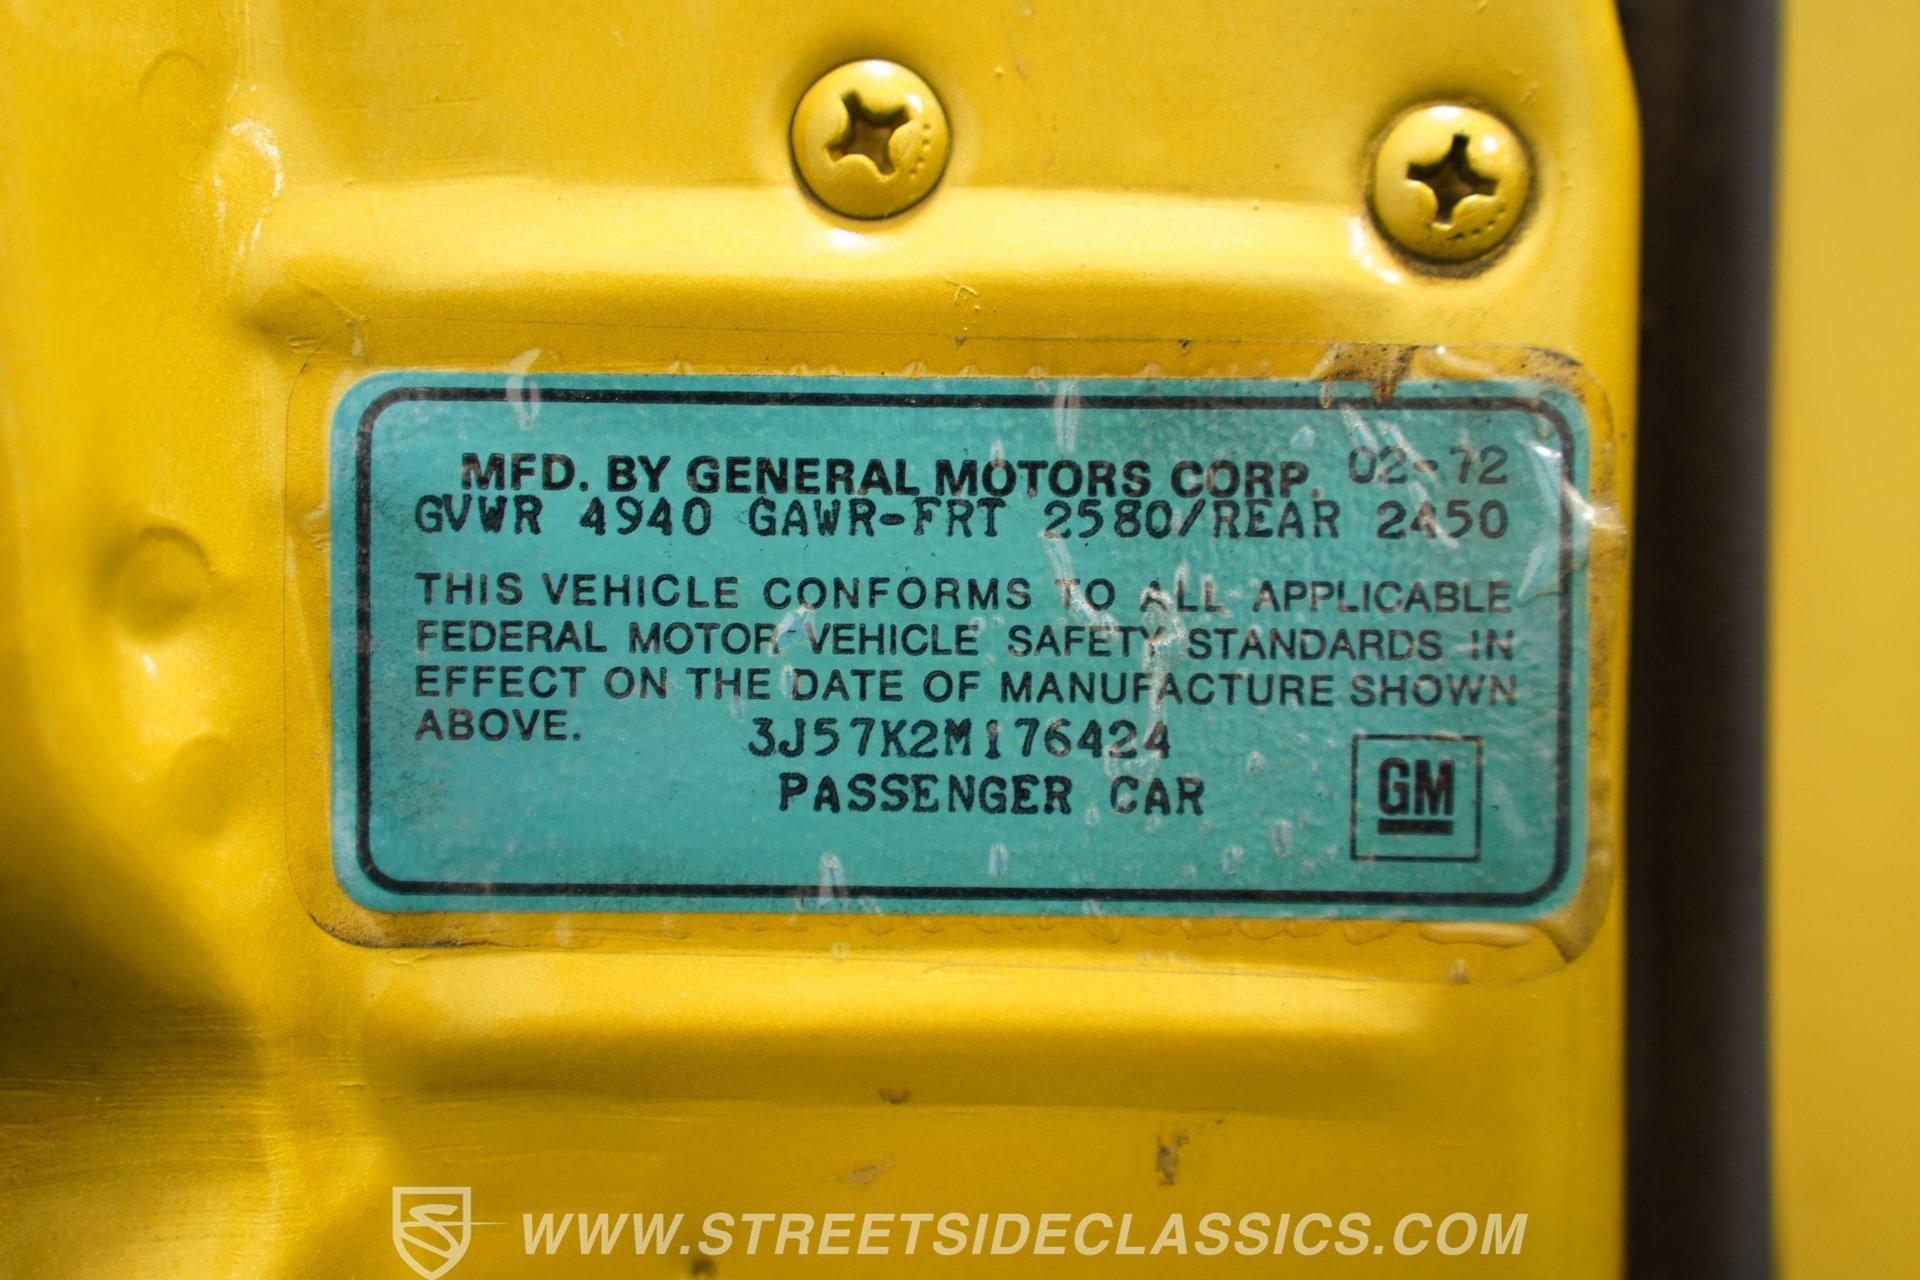 MFD. BY GENERAL MOTORS CORP. 02-72
GVWR 4940 GAWR-FRT 2580/REAR 2450
THIS VEHICLE CONFORMS TO ALL APPLICABLE
FEDERAL MOTOR VEHICLE SAFETY STANDARDS IN
EFFECT ON THE DATE OF MANUFACTURE SHOWN
ABOVE. 3J57K2M176424
PASSENGER CAR
GM
WWW.STREETSIDECLASSICS.COM